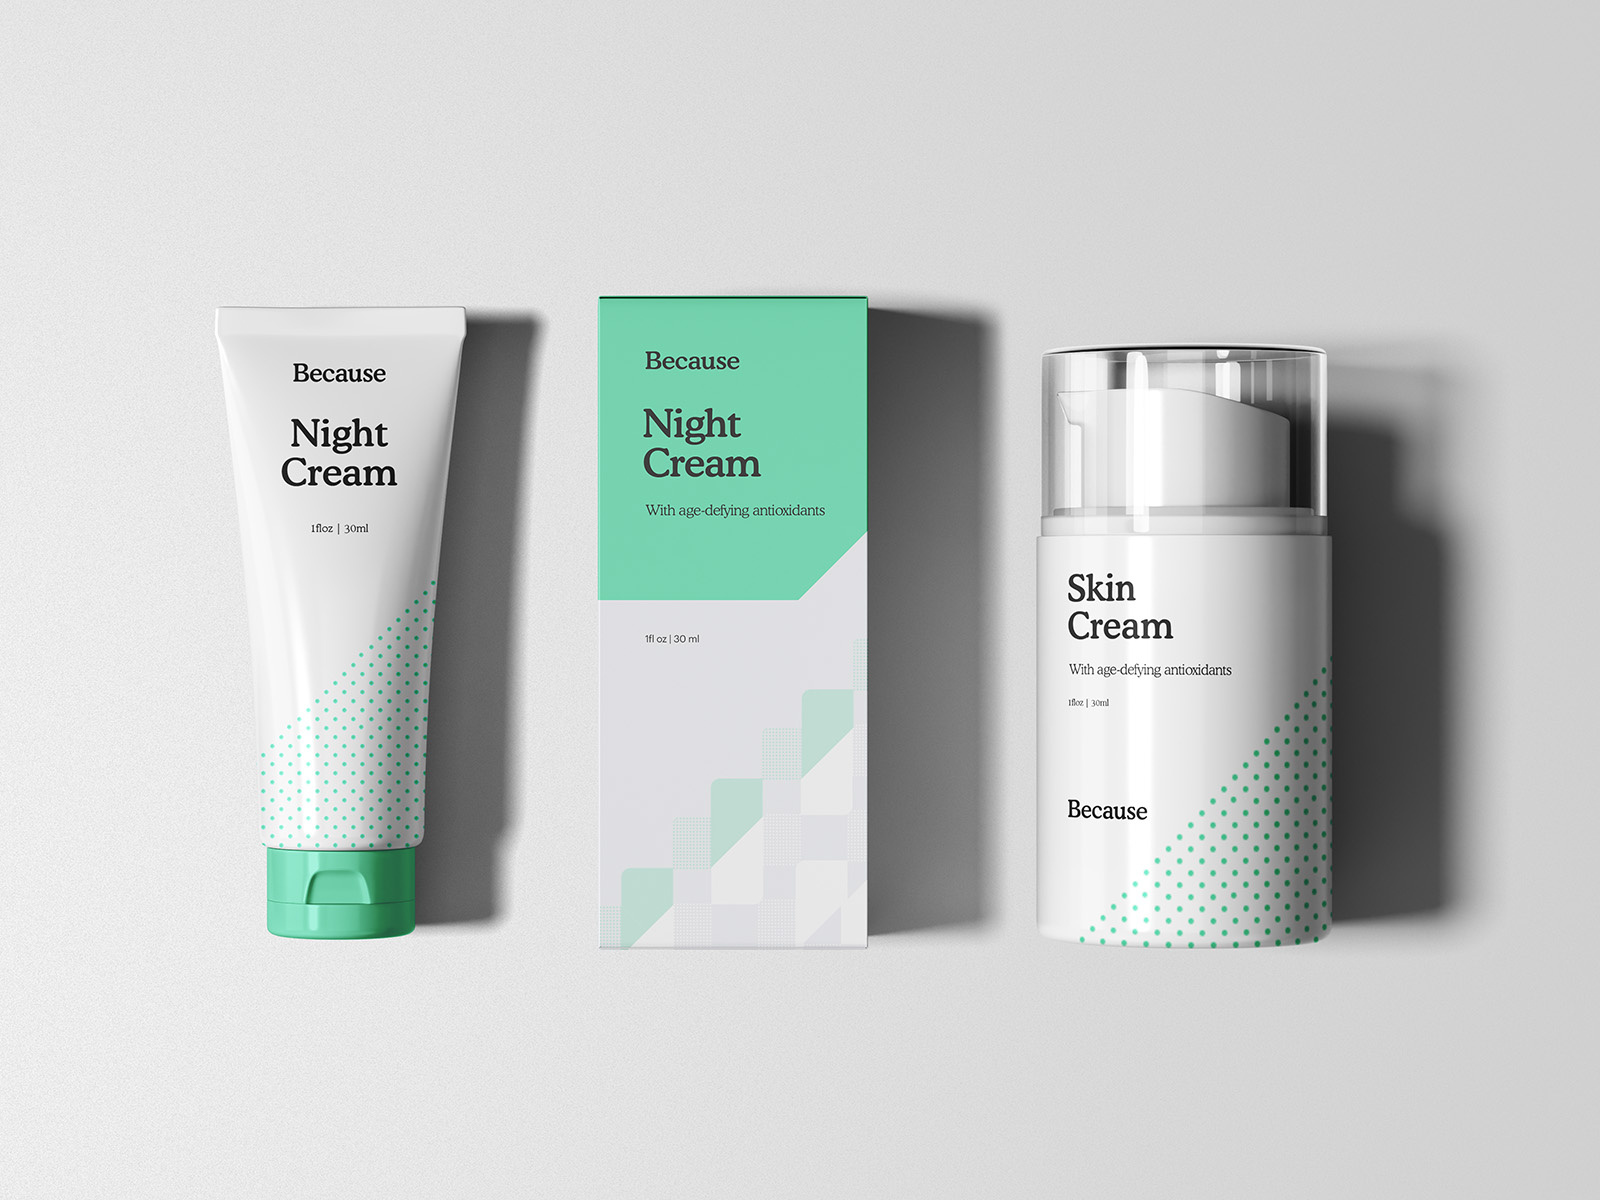 Because
Night
Cream
1floz | 30ml
Because
Night
Cream
With age-defying antioxidants
1fl oz | 30 ml
Skin
Cream
With age-defying antioxidants
1floz | 30ml
Because